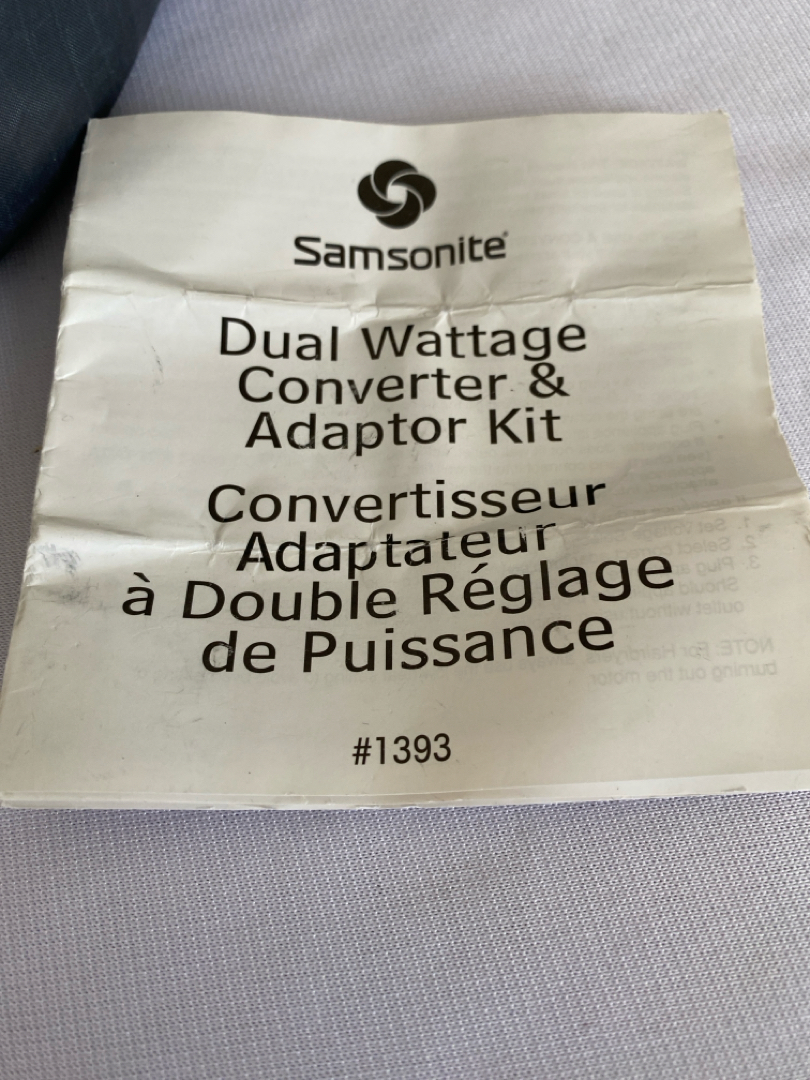 Samsonite
Dual Wattage
Converter &
Adaptor Kit
Convertisseur
Adaptateur
à Double Réglage
de Puissance
#1393